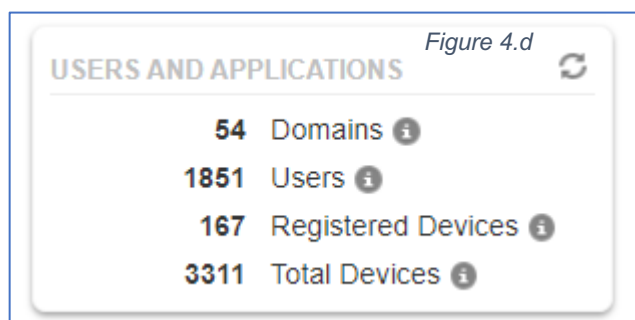 Figure 4.d
USERS AND APPLICATIONS
54 Domains
1851 Users
167 Registered Devices
3311 Total Devices